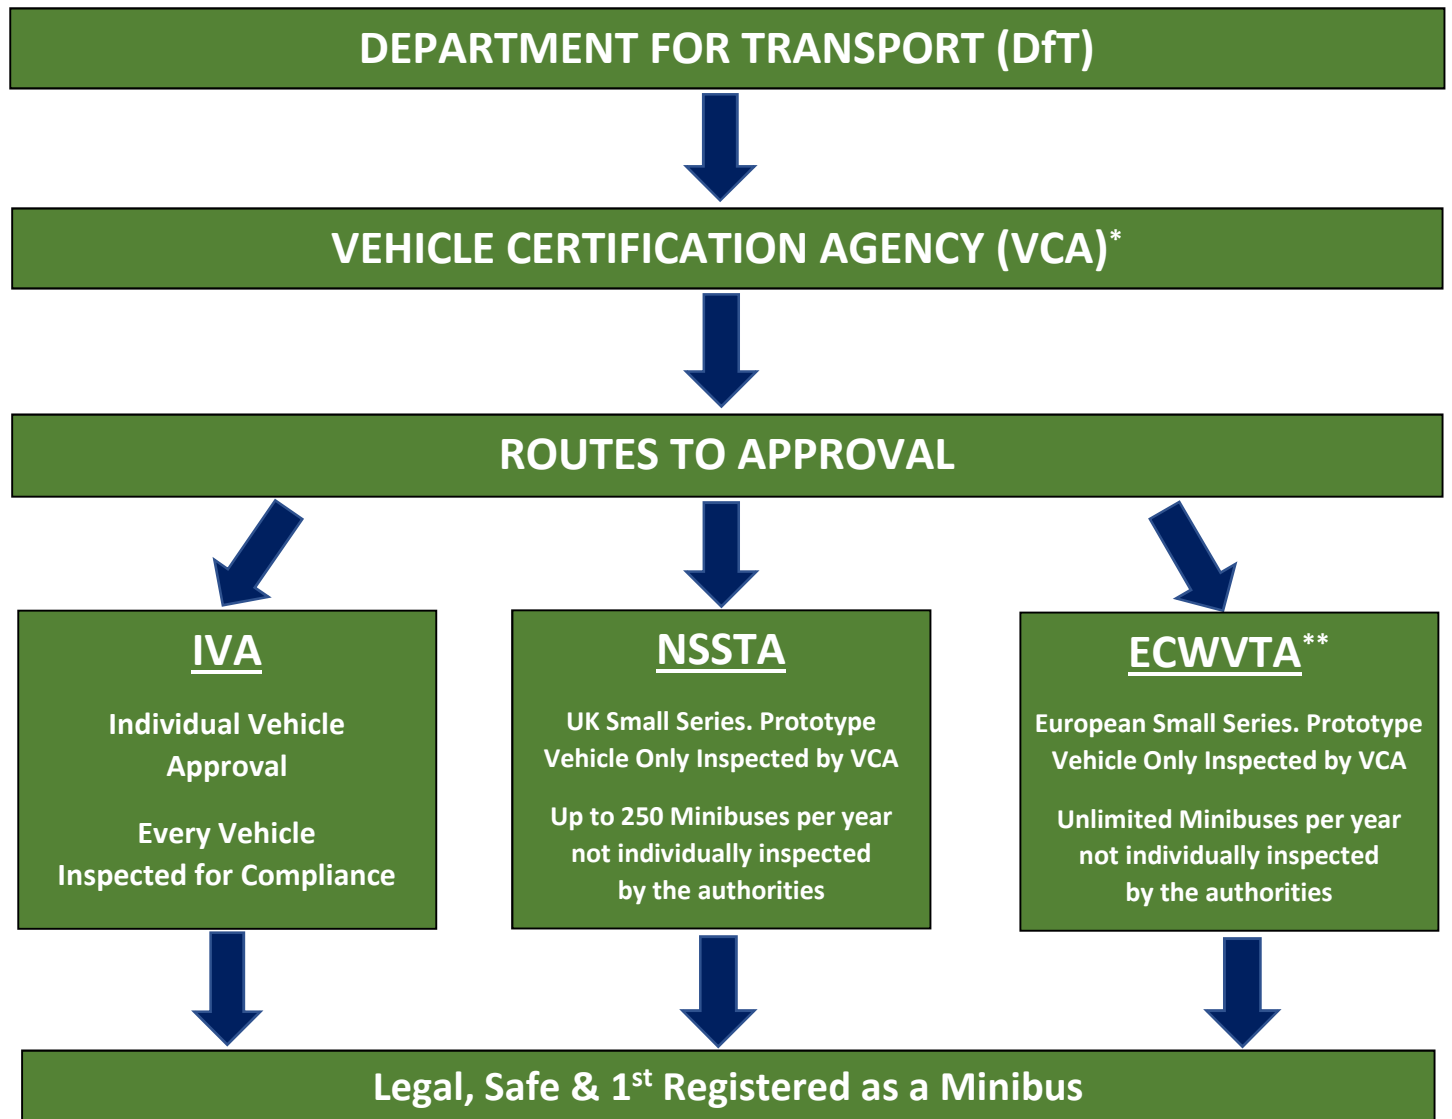 DEPARTMENT FOR TRANSPORT (DfT)
VEHICLE CERTIFICATION AGENCY (VCA)*
ROUTES TO APPROVAL
IVA
Individual Vehicle
Approval
Every Vehicle
Inspected for Compliance
NSSTA
UK Small Series. Prototype
Vehicle Only Inspected by VCA
Up to 250 Minibuses per year
not individually inspected
by the authorities
ECWVTA**
European Small Series. Prototype
Vehicle Only Inspected by VCA
Unlimited Minibuses per year
not individually inspected
by the authorities
Legal, Safe & 1st Registered as a Minibus